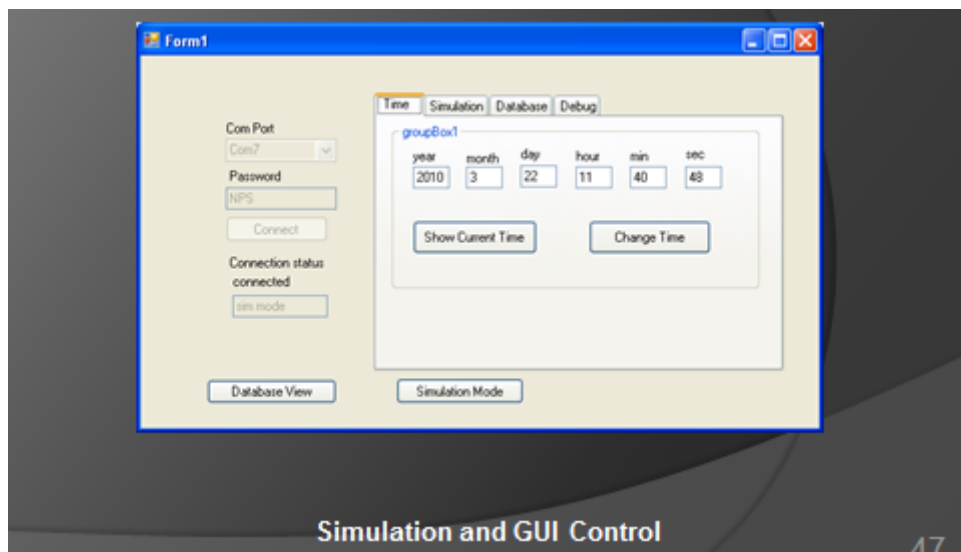 Form1
Time Simulation Database Debug
Com Port
Com7
Password
NPS
Connect
Connection status
connected
sim mode
groupBox1
year month day hour min sec
2010 3 22 11 40 48
Show Current Time Change Time
Database View Simulation Mode
Simulation and GUI Control
47